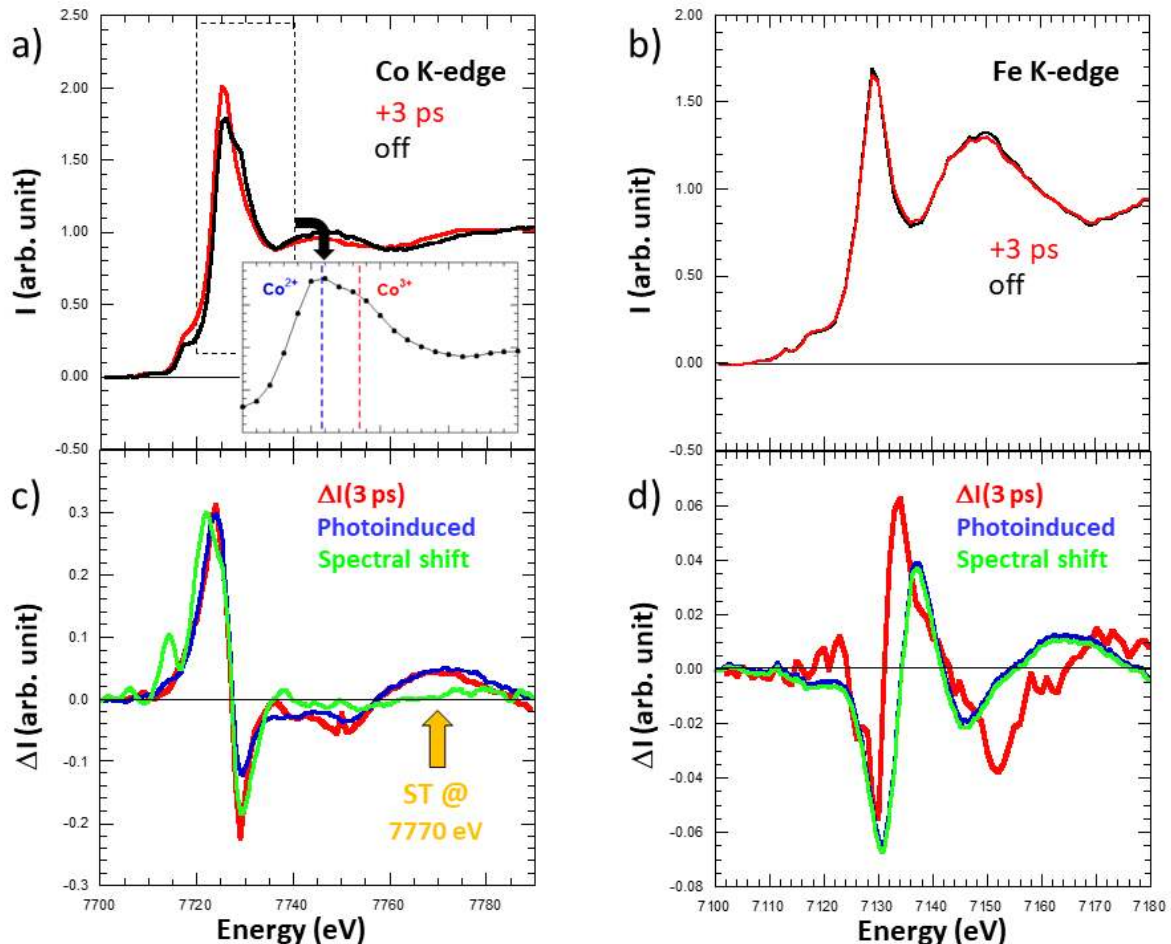 a)
2.50
2.00
1.50
1.00
0.50
0.00
-0.50
I (arb. unit)
Co K-edge
+3 ps
off
Co2+
Co3+
b)
2.00
1.50
1.00
0.50
0.00
-0.50
I (arb. unit)
Fe K-edge
+3 ps
off
c)
0.3
0.2
0.1
0.0
-0.1
-0.2
-0.3
ΔI (arb. unit)
ΔI(3 ps)
Photoinduced
Spectral shift
ST @
7770 eV
7700 7720 7740 7760 7780
Energy (eV)
d)
0.06
0.04
0.02
0.00
-0.02
-0.04
-0.06
-0.08
ΔI (arb. unit)
ΔI(3 ps)
Photoinduced
Spectral shift
7100 7110 7120 7130 7140 7150 7160 7170 7180
Energy (eV)